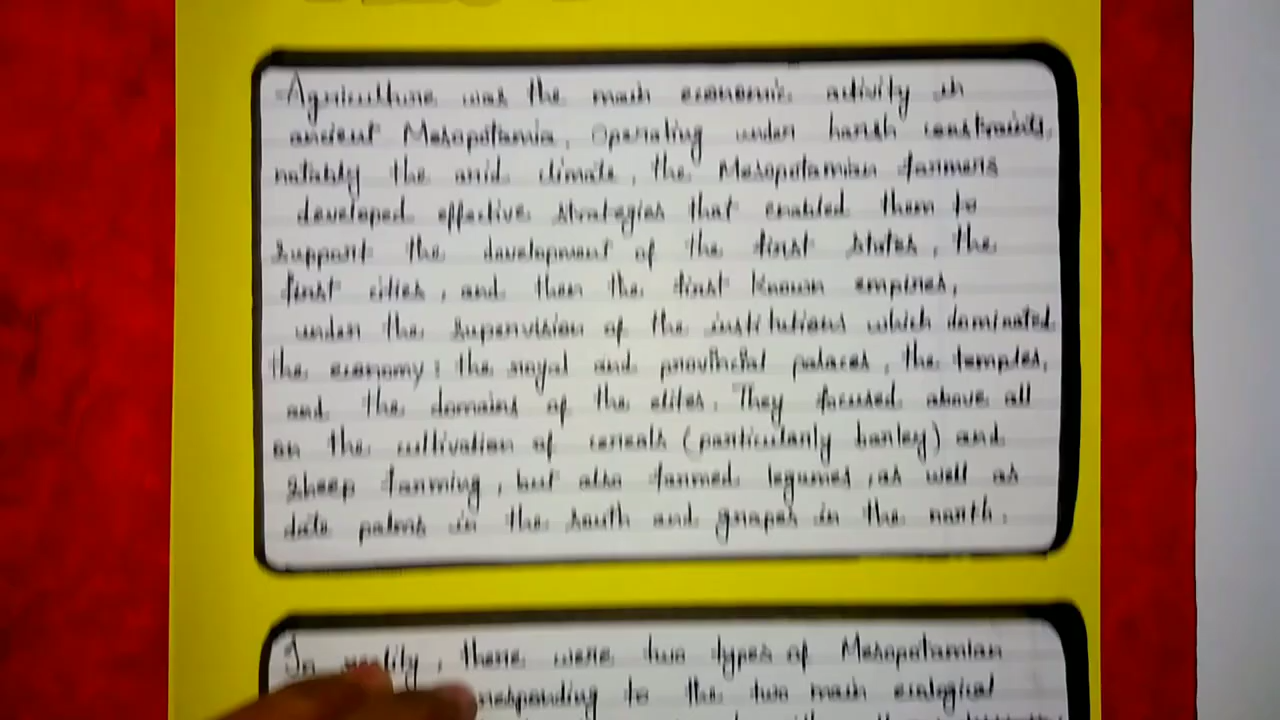 Agriculture was the main economic activity in
ancient Mesopotamia. Operating under harsh constraints,
notably the arid climate, the Mesopotamian farmers
developed effective strategies that enabled them to
support the development of the first states, the
first cities, and then the first known empires,
under the supervision of the institutions which dominated
the economy: the royal and provincial palaces, the temples,
and the domains of the elites. They focused above all
on the cultivation of cereals (particularly barley) and
sheep farming, but also farmed legumes, as well as
date palms in the south and grapes in the north.
In reality, there were two types of Mesopotamian
to the two main ecological